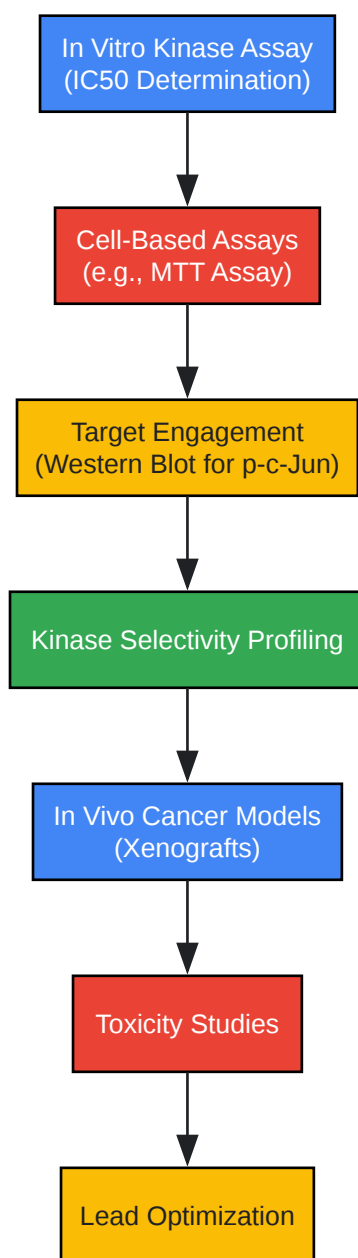 In Vitro Kinase Assay
(IC50 Determination)
Cell-Based Assays
(e.g., MTT Assay)
Target Engagement
(Western Blot for p-c-Jun)
Kinase Selectivity Profiling
In Vivo Cancer Models
(Xenografts)
Toxicity Studies
Lead Optimization